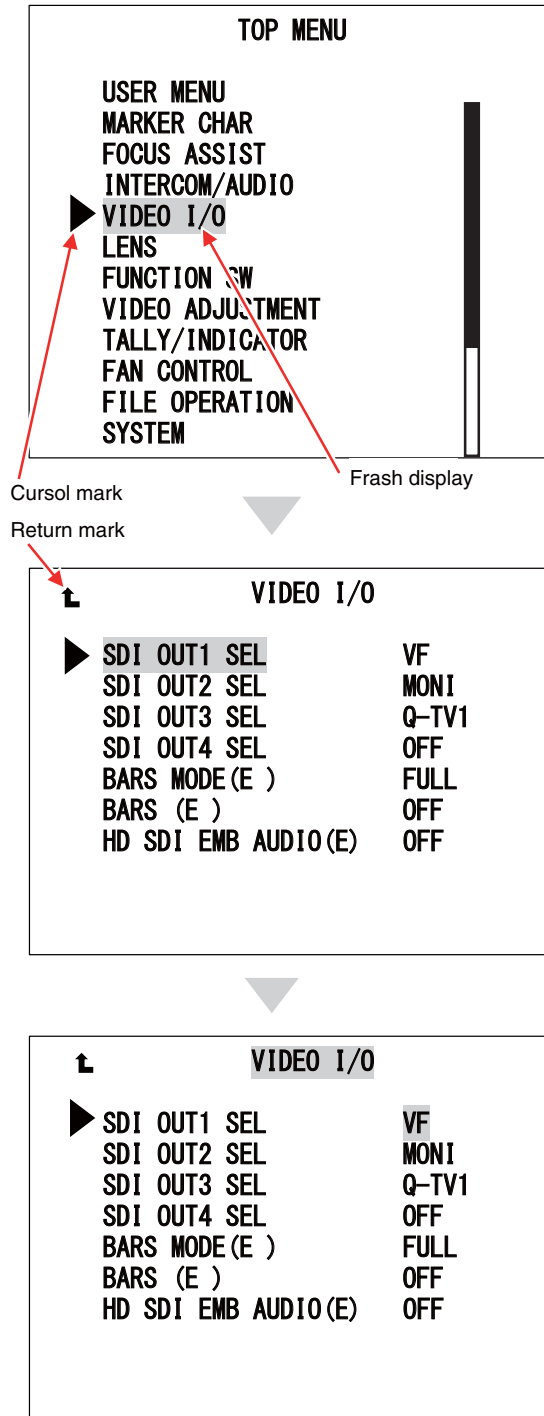 TOP MENU
USER MENU
MARKER CHAR
FOCUS ASSIST
INTERCOM/AUDIO
VIDEO I/O
LENS
FUNCTION SW
VIDEO ADJUSTMENT
TALLY/INDICATOR
FAN CONTROL
FILE OPERATION
SYSTEM
Cursol mark
Frash display
Return mark
VIDEO I/O
SDI OUT1 SEL VF
SDI OUT2 SEL MONI
SDI OUT3 SEL Q-TV1
SDI OUT4 SEL OFF
BARS MODE(E ) FULL
BARS (E ) OFF
HD SDI EMB AUDIO(E) OFF
VIDEO I/O
SDI OUT1 SEL VF
SDI OUT2 SEL MONI
SDI OUT3 SEL Q-TV1
SDI OUT4 SEL OFF
BARS MODE(E ) FULL
BARS (E ) OFF
HD SDI EMB AUDIO(E) OFF